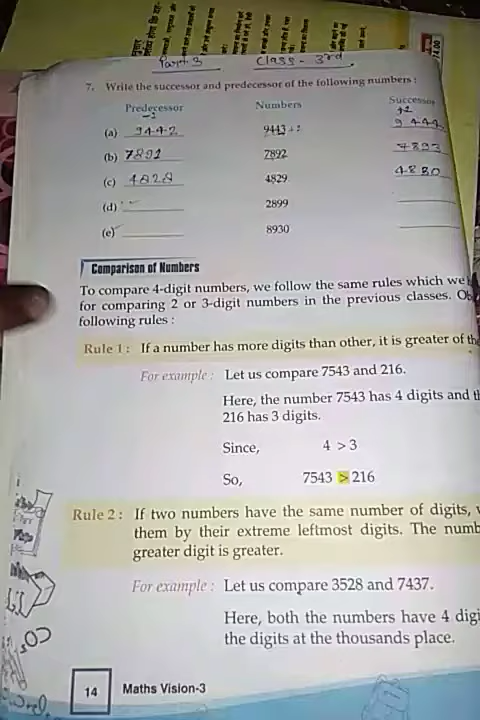 Part-3 Class - 3rd
7. Write the successor and predecessor of the following numbers :
Predecessor Numbers Successor
-1 +1
(a) 9442 9443 9444
(b) 7891 7892 7893
(c) 4828 4829 4830
(d) 2899
(e) 8930
Comparison of Numbers
To compare 4-digit numbers, we follow the same rules which we
for comparing 2 or 3-digit numbers in the previous classes.
following rules :
Rule 1 : If a number has more digits than other, it is greater of the
For example : Let us compare 7543 and 216.
Here, the number 7543 has 4 digits and
216 has 3 digits.
Since, 4 > 3
So, 7543 > 216
Rule 2 : If two numbers have the same number of digits,
them by their extreme leftmost digits. The
greater digit is greater.
For example : Let us compare 3528 and 7437.
Here, both the numbers have 4
the digits at the thousands place.
14 Maths Vision-3